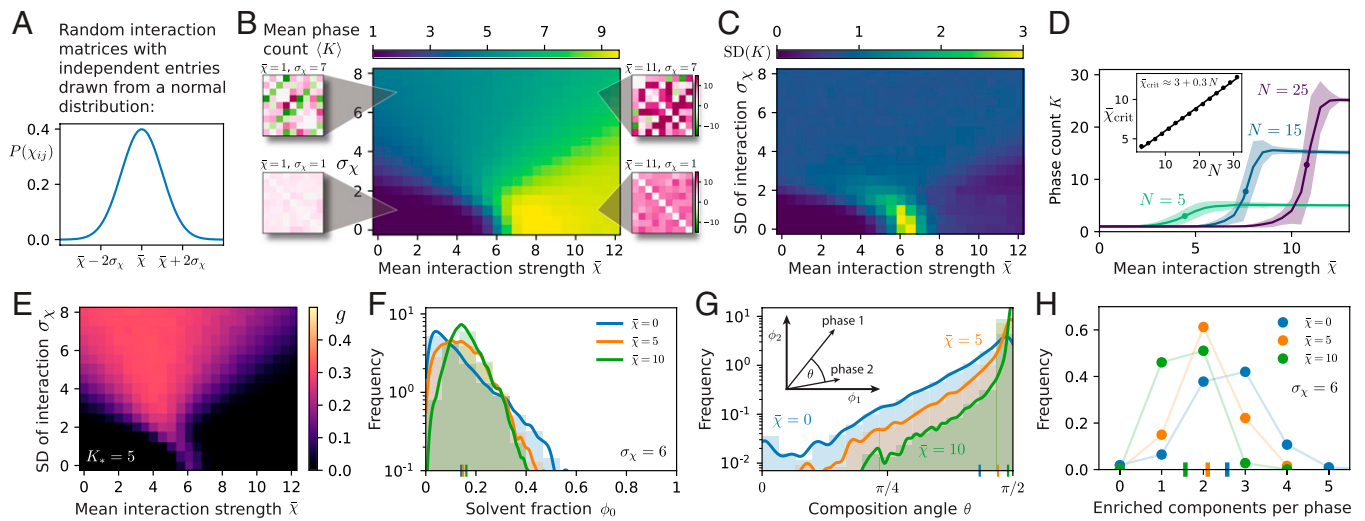 A
Random interaction
matrices with
independent entries
drawn from a normal
distribution:
0.4
P(χij)
0.2
0.0
χ̄ − 2σχ
χ̄
χ̄ + 2σχ
B
Mean phase
count ⟨K⟩
1 3 5 7 9
χ̄ = 1, σχ = 7
χ̄ = 11, σχ = 7
10
0
−10
χ̄ = 1, σχ = 1
χ̄ = 11, σχ = 1
10
0
−10
σχ
8
6
4
2
0
0 2 4 6 8 10 12
Mean interaction strength χ̄
C
SD(K)
0 1 2 3
SD of interaction σχ
8
6
4
2
0
0 2 4 6 8 10 12
Mean interaction strength χ̄
D
Phase count K
30
20
10
0
0 5 10
Mean interaction strength χ̄
χ̄crit ≈ 3 + 0.3 N
χ̄crit
10
5
10 20 30
N
N = 25
N = 15
N = 5
E
SD of interaction σχ
8
6
4
2
0
0 2 4 6 8 10 12
Mean interaction strength χ̄
K* = 5
g
0.5
0.4
0.3
0.2
0.1
0.0
F
Frequency
10¹
10⁰
10⁻¹
0 0.2 0.4 0.6 0.8 1
Solvent fraction ϕ0
χ̄ = 0
χ̄ = 5
χ̄ = 10
σχ = 6
G
Frequency
10¹
10⁰
10⁻¹
10⁻²
0 π/4 π/2
Composition angle θ
ϕ2
phase 1
θ
phase 2
ϕ1
χ̄ = 5
χ̄ = 0
χ̄ = 10
H
Frequency
0.6
0.4
0.2
0.0
0 1 2 3 4 5
Enriched components per phase
χ̄ = 0
χ̄ = 5
χ̄ = 10
σχ = 6